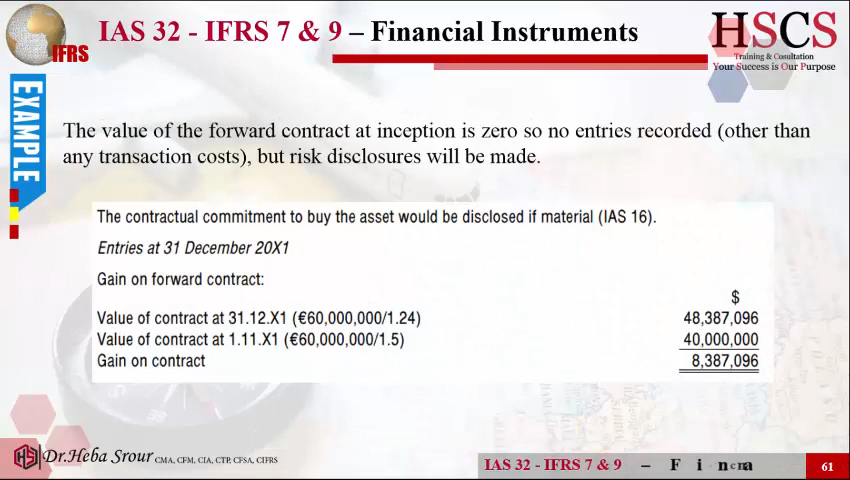 IAS 32 - IFRS 7 & 9 – Financial Instruments
IFRS
HSCS
Training & Cosultation
Your Success is Our Purpose
EXAMPLE
The value of the forward contract at inception is zero so no entries recorded (other than
any transaction costs), but risk disclosures will be made.
The contractual commitment to buy the asset would be disclosed if material (IAS 16).
Entries at 31 December 20X1
Gain on forward contract:
$
Value of contract at 31.12.X1 (€60,000,000/1.24) 48,387,096
Value of contract at 1.11.X1 (€60,000,000/1.5) 40,000,000
Gain on contract 8,387,096
Dr.Heba Srour CMA, CFM, CIA, CTP, CFSA, CIFRS
IAS 32 - IFRS 7 & 9 –
61